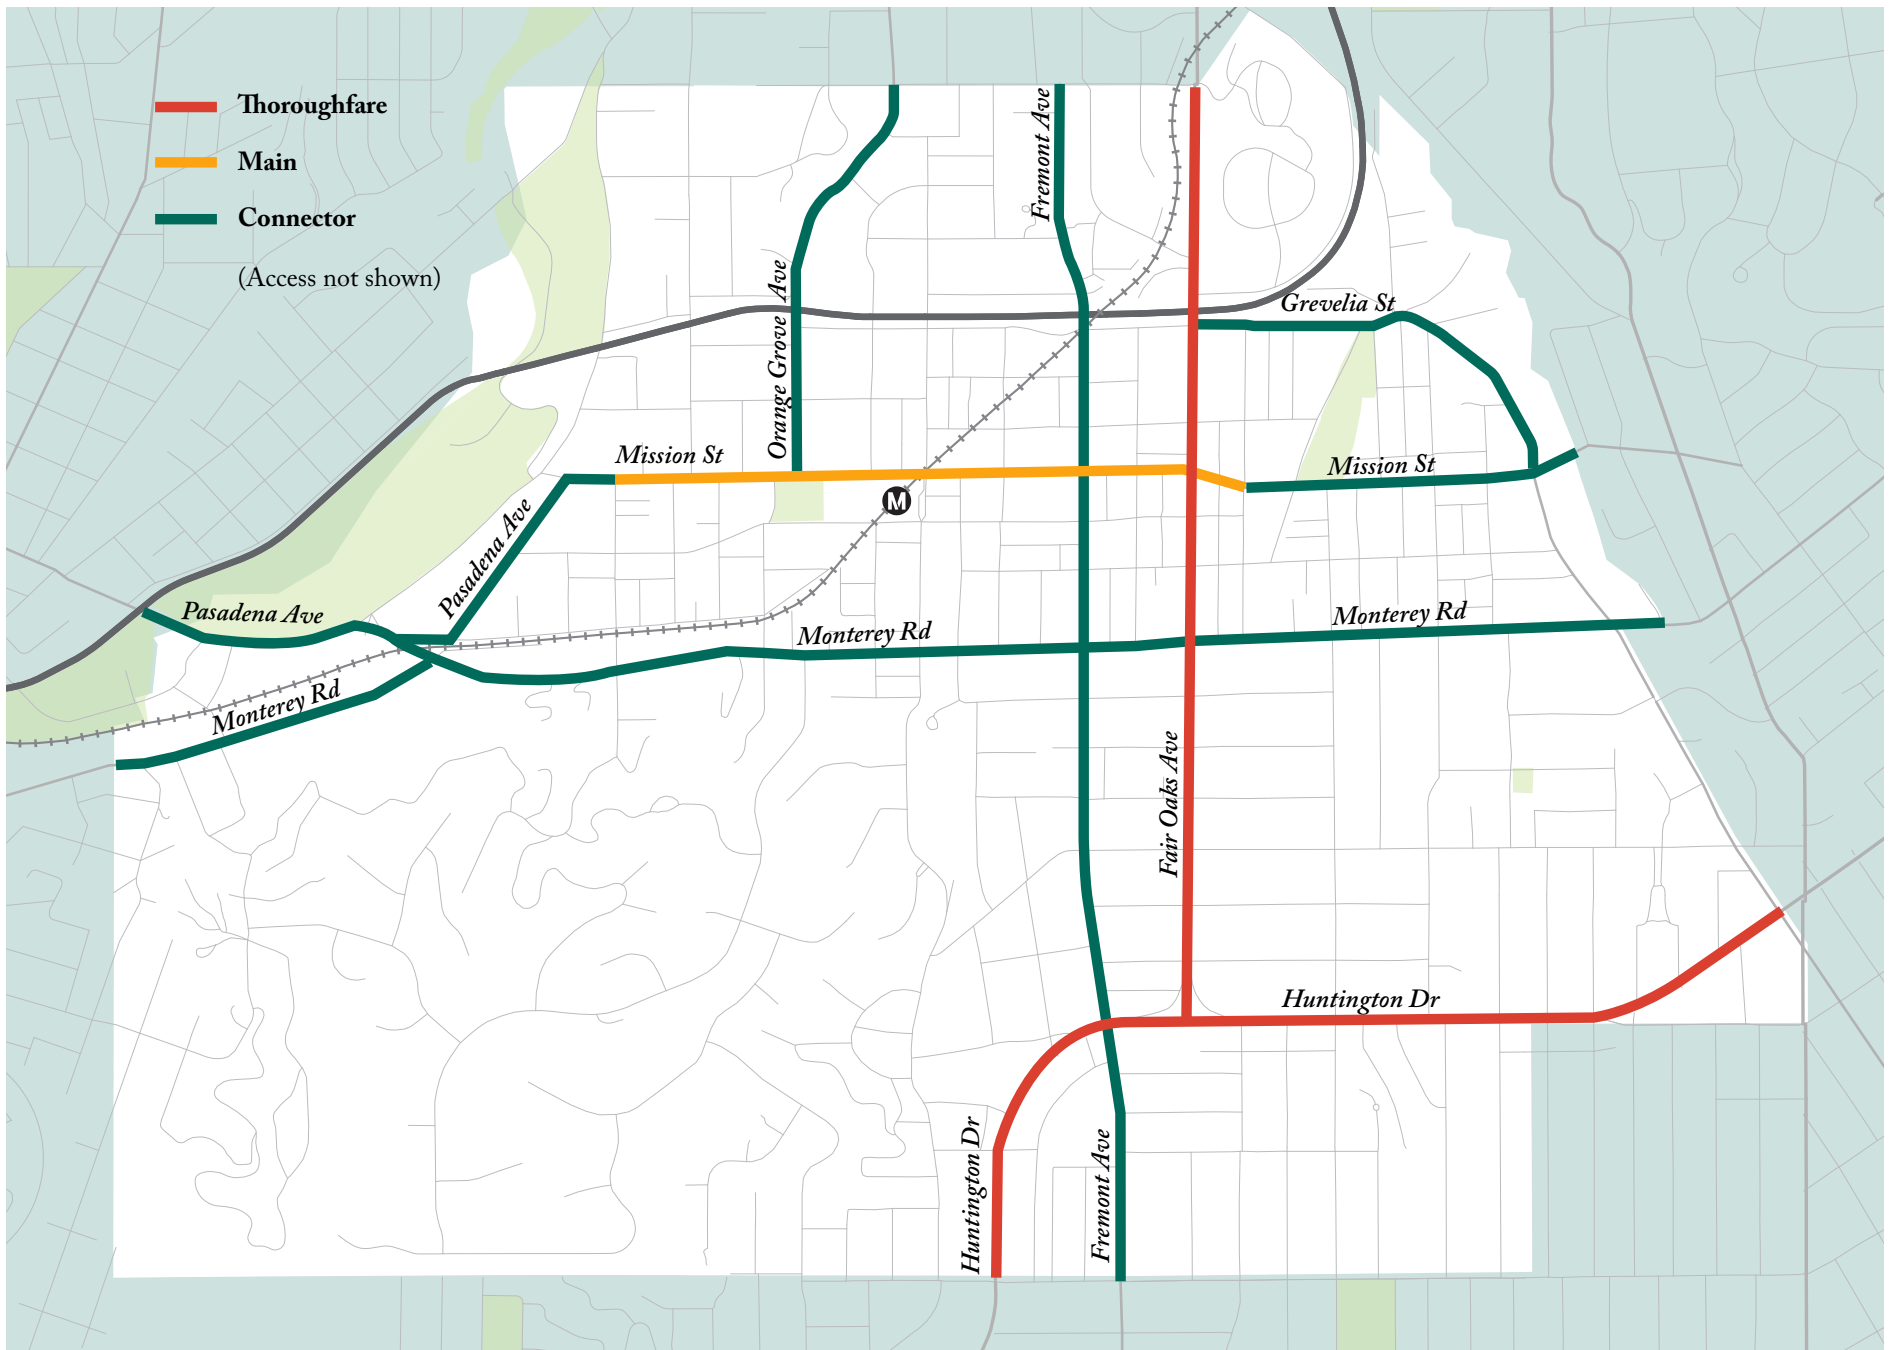 Thoroughfare
Main
Connector
(Access not shown)
Fremont Ave
Orange Grove Ave
Grevelia St
Mission St
Mission St
M
Pasadena Ave
Pasadena Ave
Monterey Rd
Monterey Rd
Monterey Rd
Fair Oaks Ave
Huntington Dr
Huntington Dr
Fremont Ave